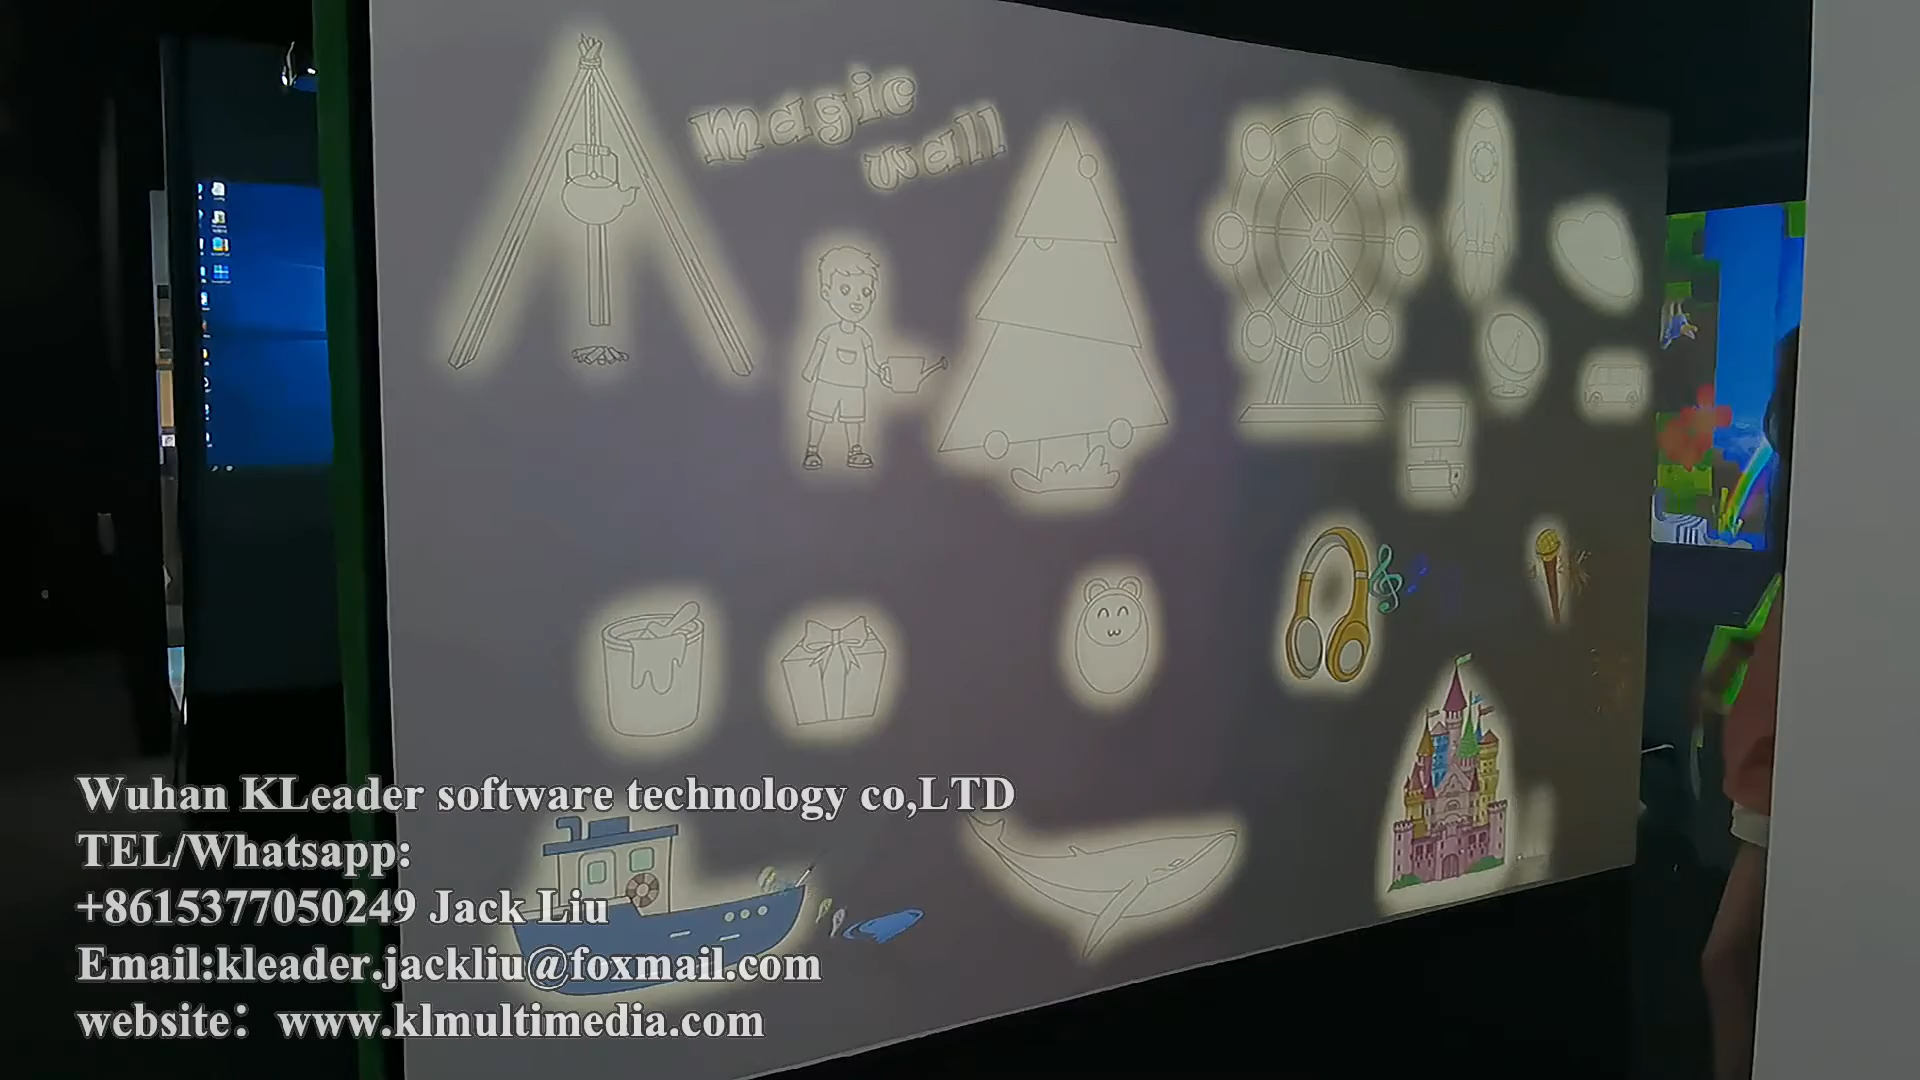 Magic
wall
Wuhan KLeader software technology co,LTD
TEL/Whatsapp:
+8615377050249 Jack Liu
Email:kleader.jackliu@foxmail.com
website：www.klmultimedia.com